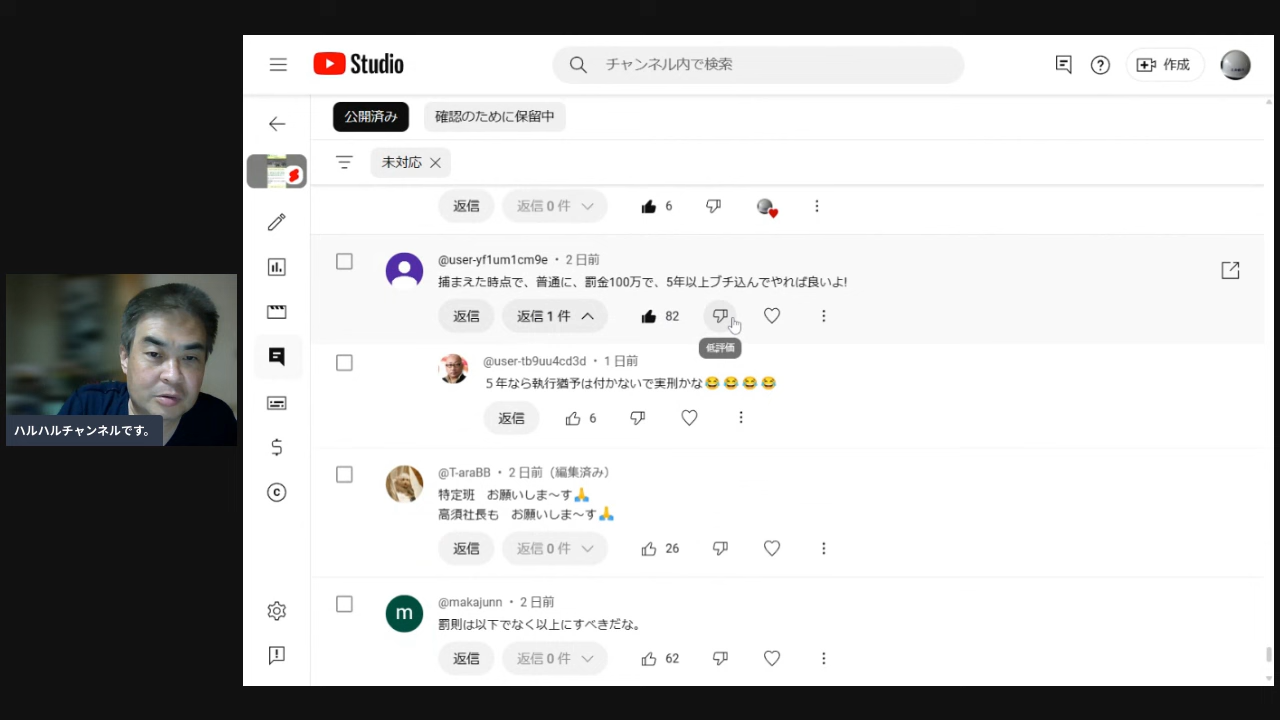 Studio
チャンネル内で検索
作成
公開済み
確認のために保留中
未対応
返信
返信 0 件
6
@user-yf1um1cm9e ・ 2 日前
捕まえた時点で、普通に、罰金100万で、5年以上ブチ込んでやれば良いよ!
返信
返信 1 件
82
低評価
@user-tb9uu4cd3d ・ 1 日前
５年なら執行猶予は付かないで実刑かな😂😂😂😂
返信
6
@T-araBB ・ 2 日前（編集済み）
特定班　お願いしま〜す🙏
高須社長も　お願いしま〜す🙏
返信
返信 0 件
26
m
@makajunn ・ 2 日前
罰則は以下でなく以上にすべきだな。
返信
返信 0 件
62
ハルハルチャンネルです。